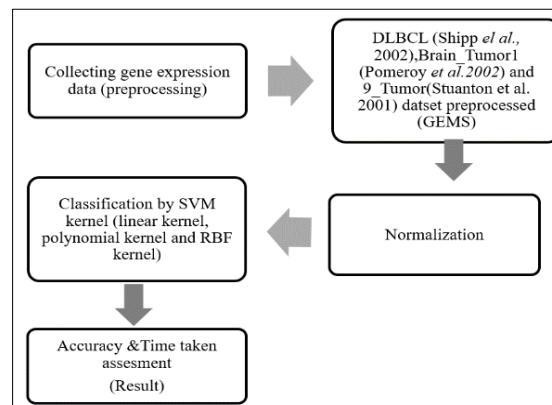 Collecting gene expression
data (preprocessing)
DLBCL (Shipp el al.,
2002),Brain_Tumor1
(Pomeroy et al.2002) and
9_Tumor(Stuanton et al.
2001) datset preprocessed
(GEMS)
Normalization
Classification by SVM
kernel (linear kernel,
polynomial kernel and RBF
kernel)
Accuracy &Time taken
assesment
(Result)